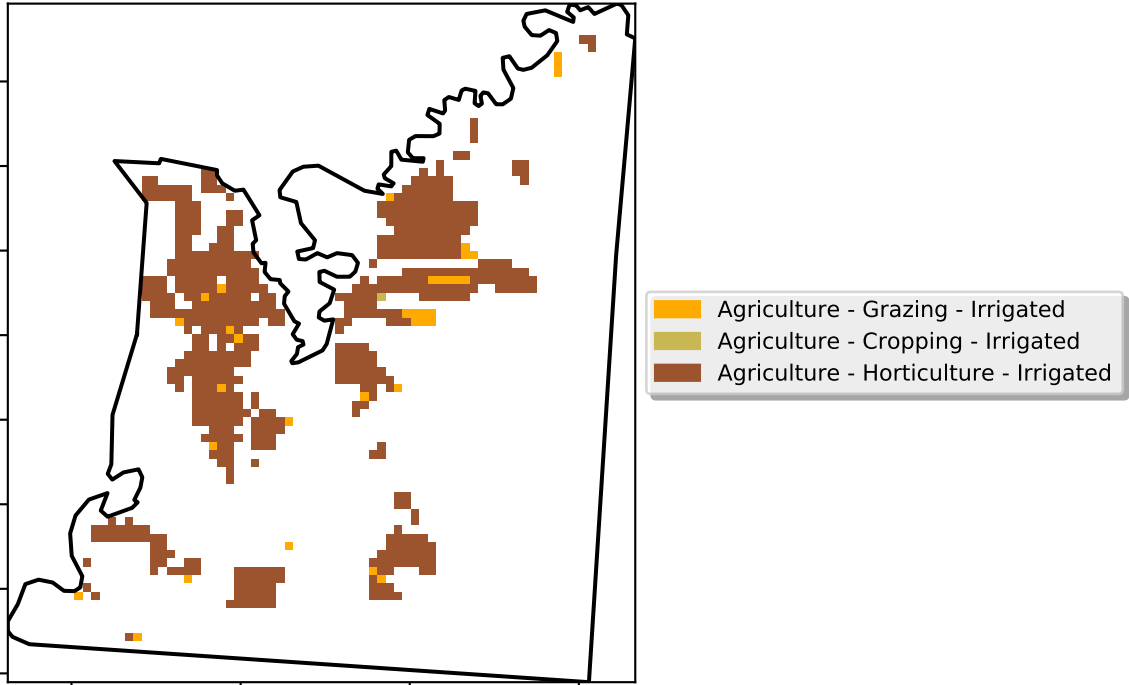 Agriculture - Grazing - Irrigated
Agriculture - Cropping - Irrigated
Agriculture - Horticulture - Irrigated